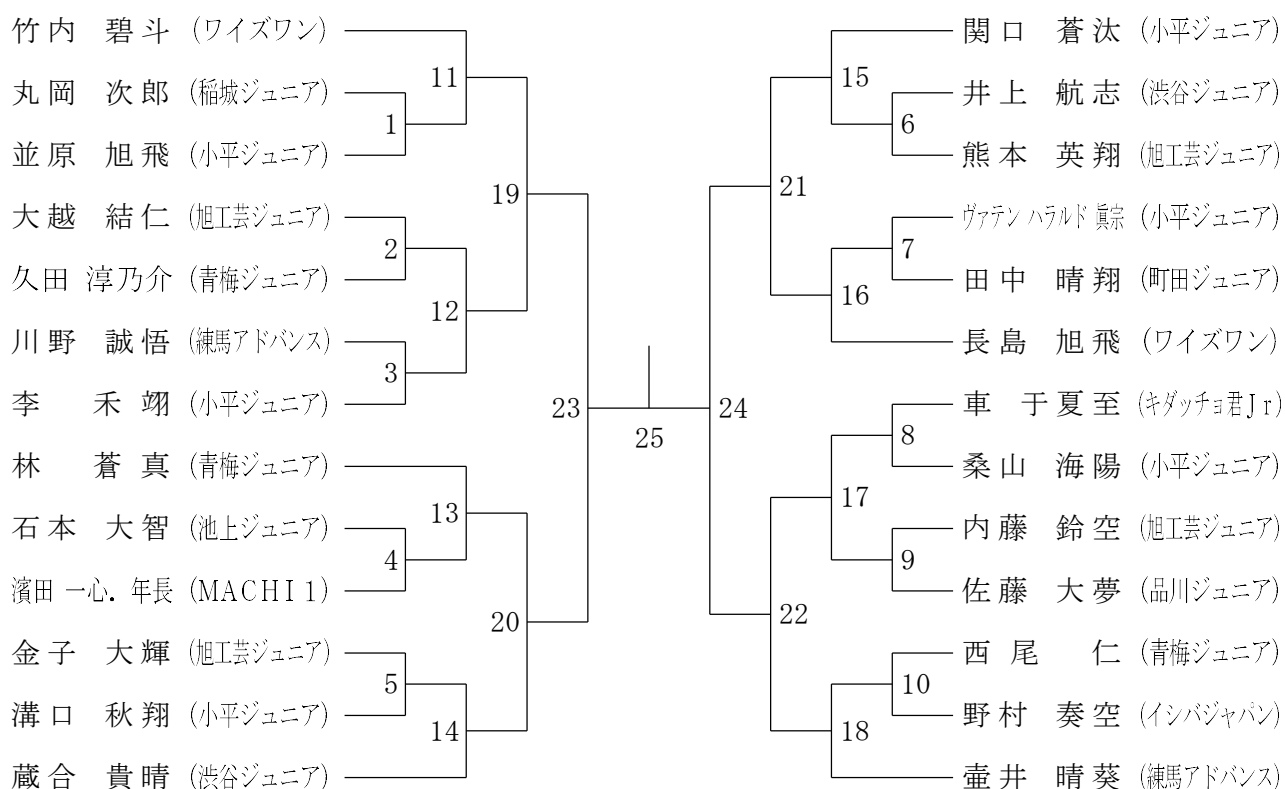 竹内 碧斗 (ワイズワン)
丸岡 次郎 (稲城ジュニア)
並原 旭飛 (小平ジュニア)
大越 結仁 (旭工芸ジュニア)
久田 淳乃介 (青梅ジュニア)
川野 誠悟 (練馬アドバンス)
李 禾翊 (小平ジュニア)
林 蒼真 (青梅ジュニア)
石本 大智 (池上ジュニア)
濱田 一心. 年長 (MACHI1)
金子 大輝 (旭工芸ジュニア)
溝口 秋翔 (小平ジュニア)
蔵合 貴晴 (渋谷ジュニア)
11
1
19
2
12
3
23
13
4
20
5
14
25
24
15
6
21
7
16
8
17
9
22
10
18
関口 蒼汰 (小平ジュニア)
井上 航志 (渋谷ジュニア)
熊本 英翔 (旭工芸ジュニア)
ヴァテン ハラルド 眞宗 (小平ジュニア)
田中 晴翔 (町田ジュニア)
長島 旭飛 (ワイズワン)
車 于夏至 (キダッチョ君Jr)
桑山 海陽 (小平ジュニア)
内藤 鈴空 (旭工芸ジュニア)
佐藤 大夢 (品川ジュニア)
西尾 仁 (青梅ジュニア)
野村 奏空 (イシバジャパン)
壷井 晴葵 (練馬アドバンス)